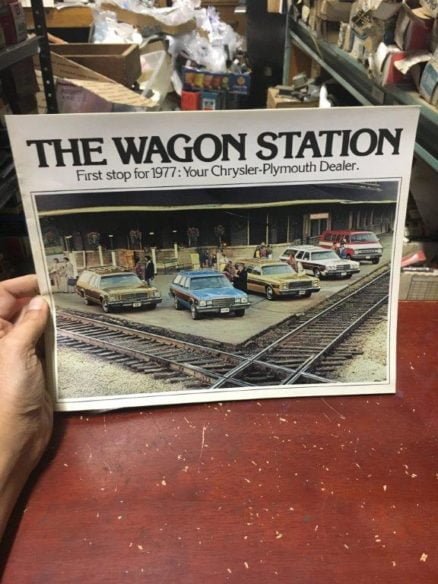 THE WAGON STATION
First stop for 1977: Your Chrysler-Plymouth Dealer.